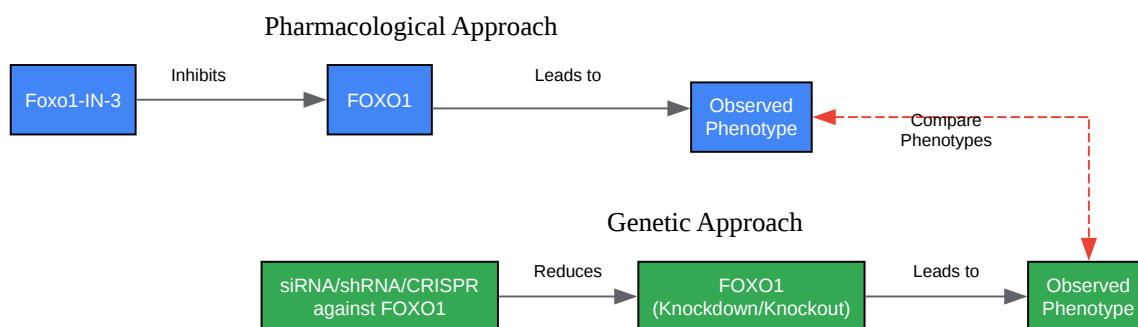 Pharmacological Approach
Foxo1-IN-3
Inhibits
FOXO1
Leads to
Observed
Phenotype
Compare
Phenotypes
Genetic Approach
siRNA/shRNA/CRISPR
against FOXO1
Reduces
FOXO1
(Knockdown/Knockout)
Leads to
Observed
Phenotype